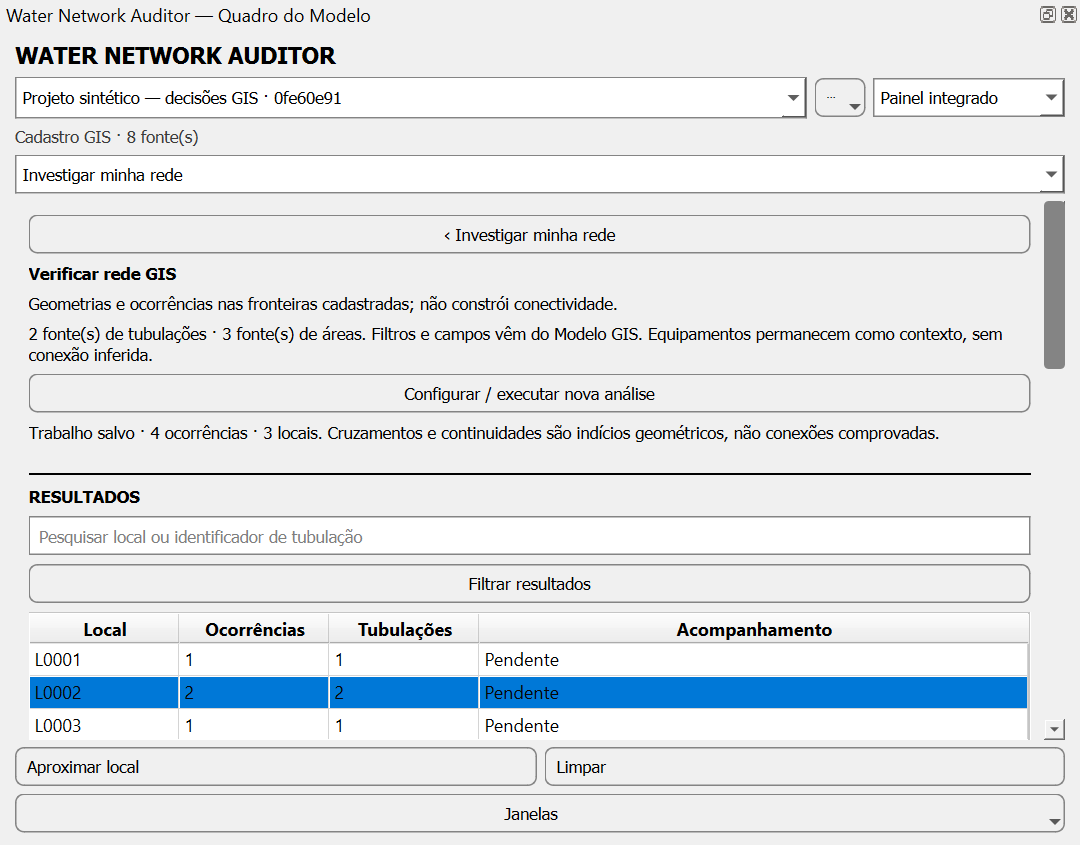 Water Network Auditor — Quadro do Modelo
WATER NETWORK AUDITOR
Projeto sintético — decisões GIS · 0fe60e91
...
Painel integrado
Cadastro GIS · 8 fonte(s)
Investigar minha rede
‹ Investigar minha rede
Verificar rede GIS
Geometrias e ocorrências nas fronteiras cadastradas; não constrói conectividade.
2 fonte(s) de tubulações · 3 fonte(s) de áreas. Filtros e campos vêm do Modelo GIS. Equipamentos permanecem como contexto, sem
conexão inferida.
Configurar / executar nova análise
Trabalho salvo · 4 ocorrências · 3 locais. Cruzamentos e continuidades são indícios geométricos, não conexões comprovadas.
RESULTADOS
Pesquisar local ou identificador de tubulação
Filtrar resultados
Local Ocorrências Tubulações Acompanhamento
L0001 1 1 Pendente
L0002 2 2 Pendente
L0003 1 1 Pendente
Aproximar local Limpar
Janelas